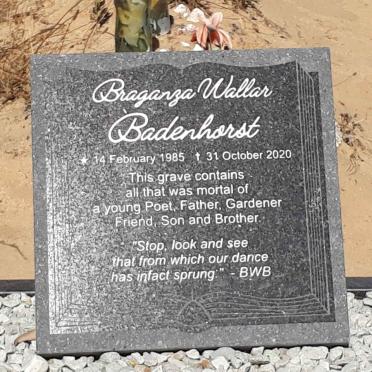 Braganza Wallar
Badenhorst
★ 14 February 1985 † 31 October 2020
This grave contains
all that was mortal of
a young Poet, Father, Gardener
Friend, Son and Brother.
"Stop, look and see
that from which our dance
has infact sprung." - BWB